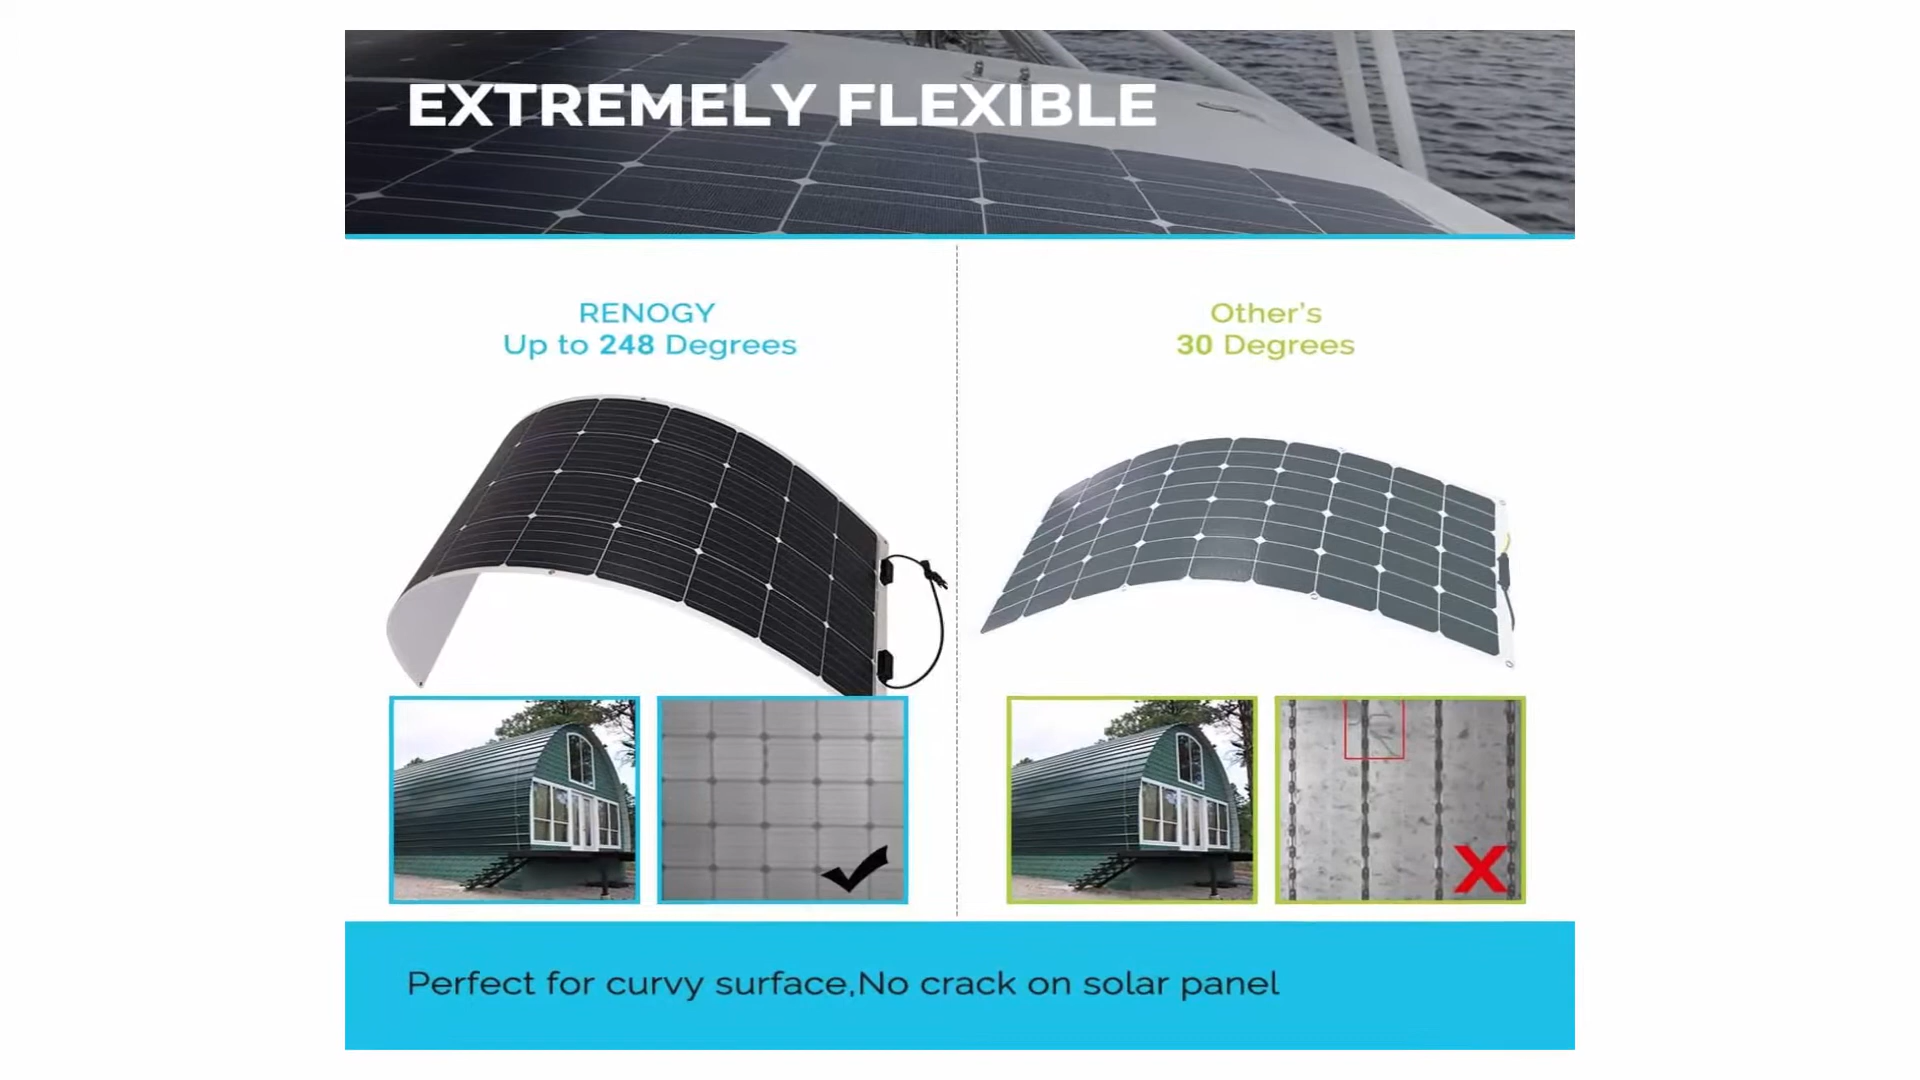 EXTREMELY FLEXIBLE
RENOGY
Up to 248 Degrees
Other's
30 Degrees
Perfect for curvy surface,No crack on solar panel